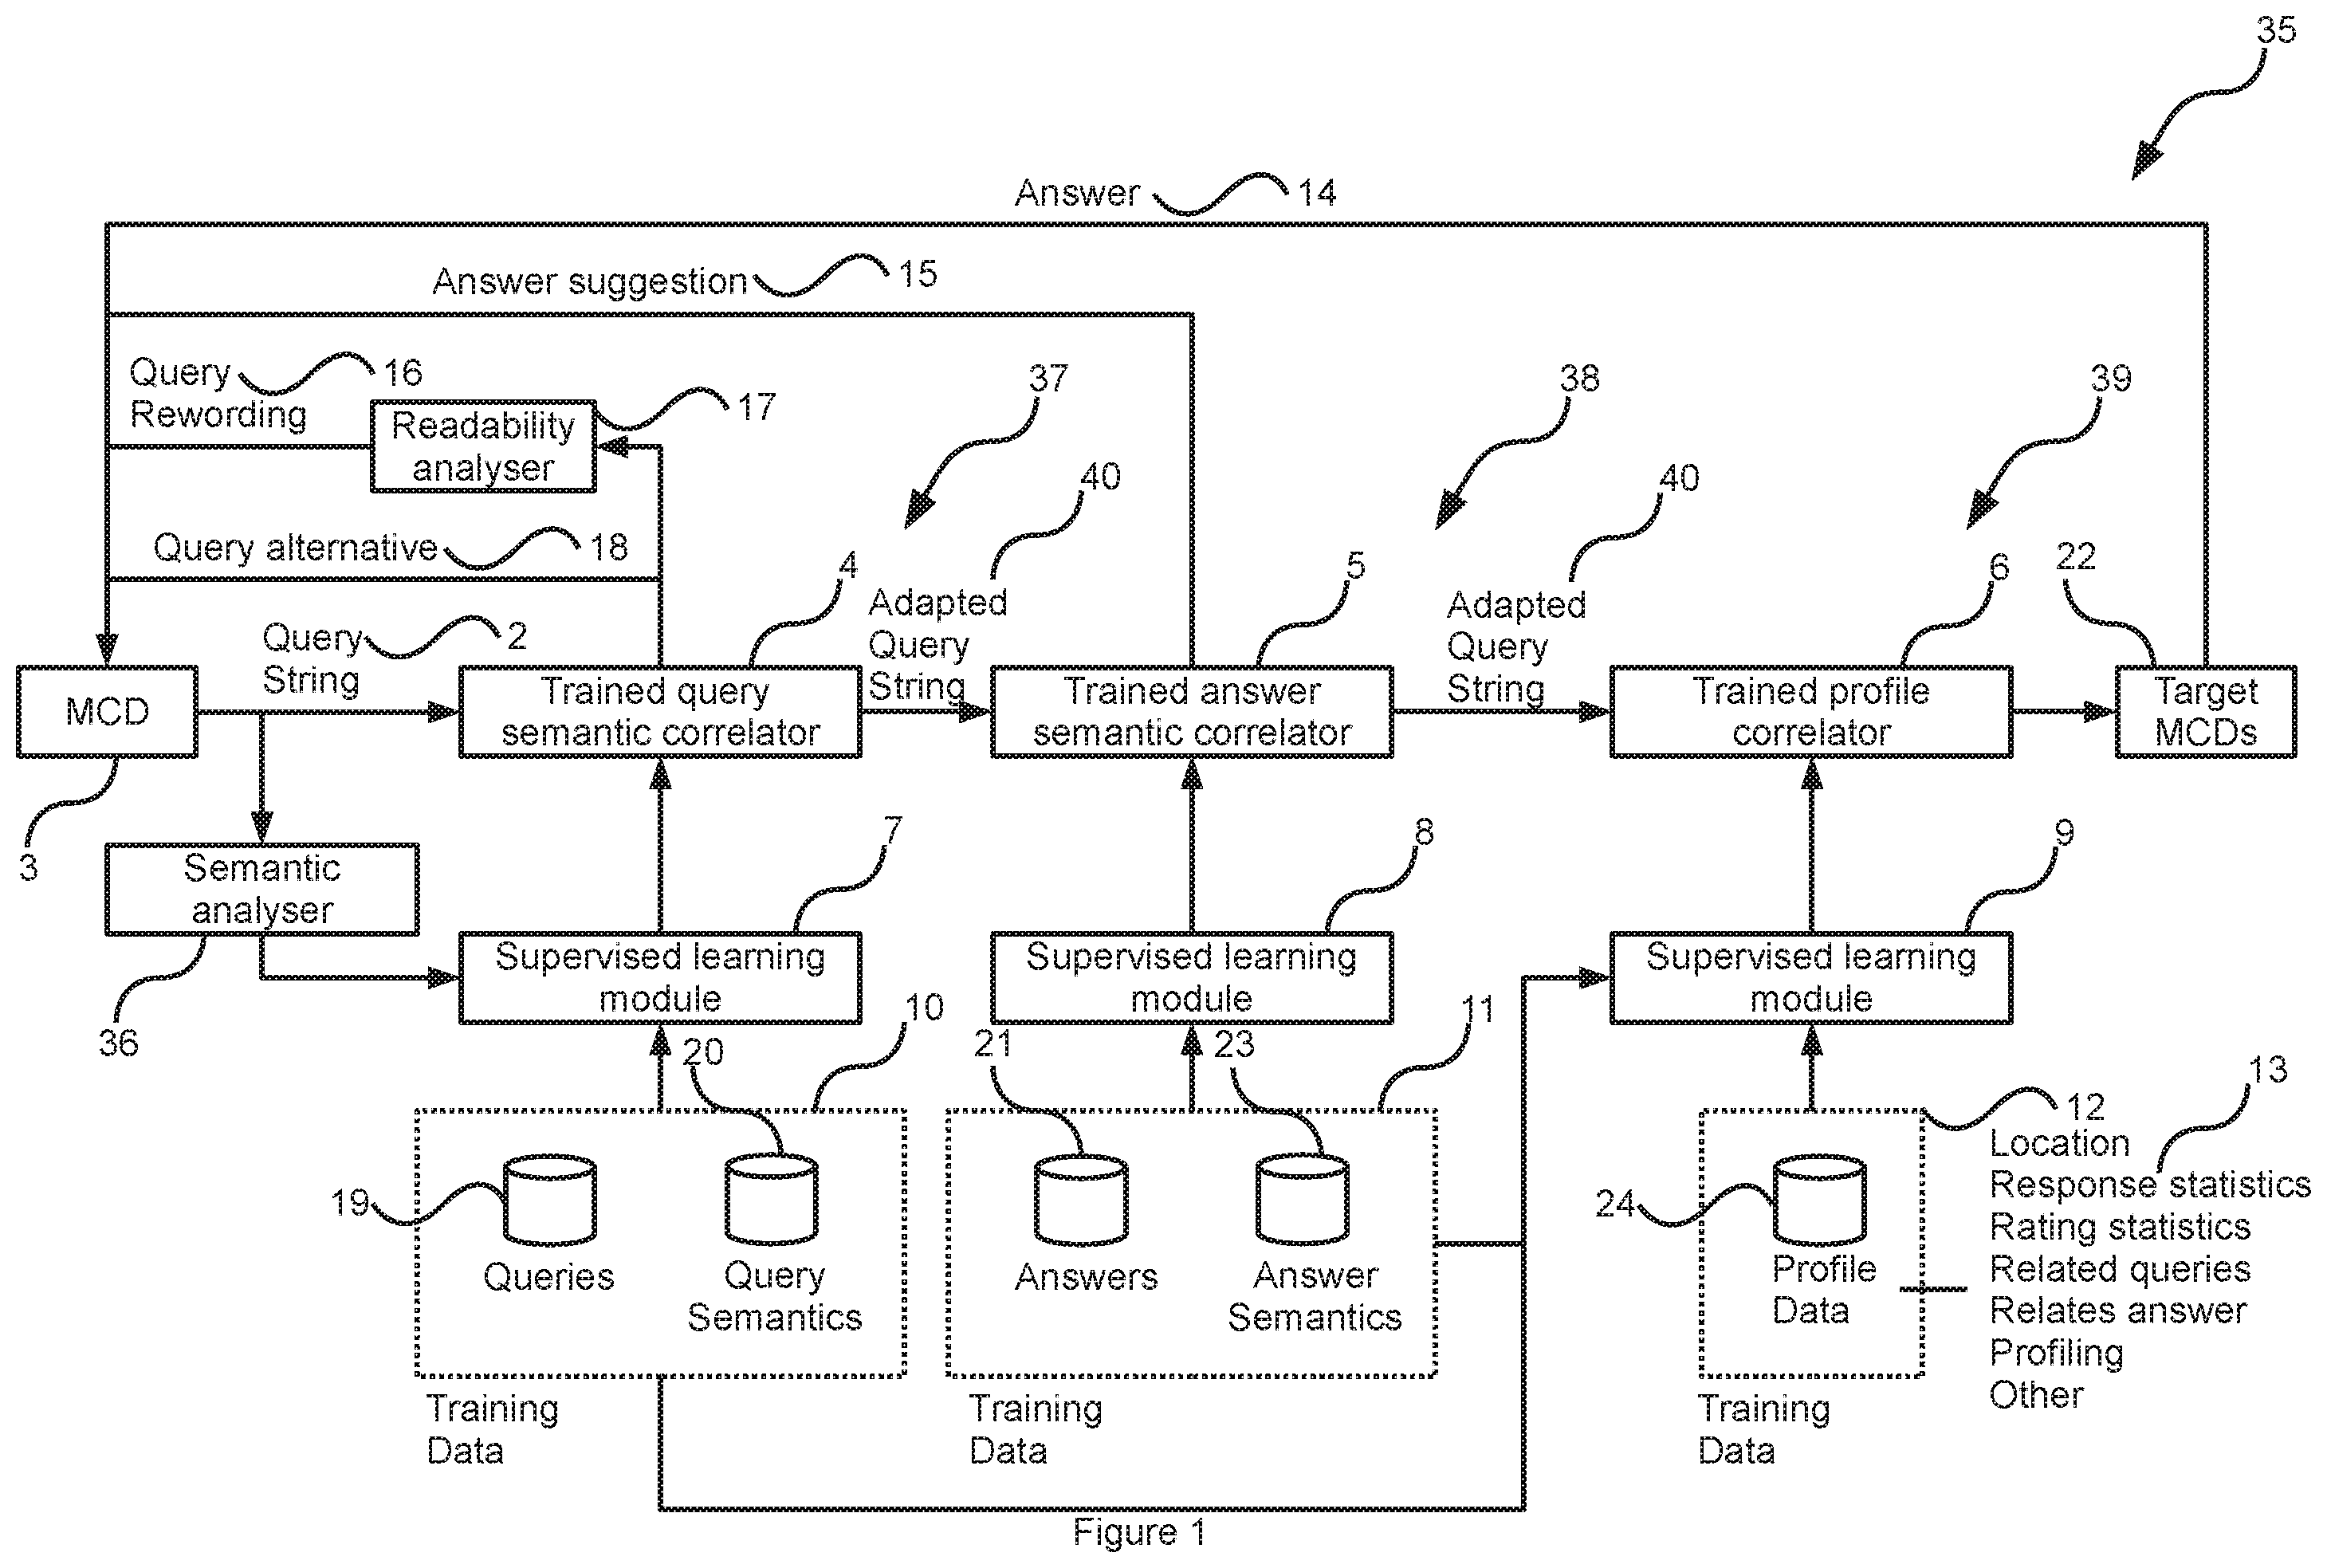 35
Answer 14
Answer suggestion 15
Query 16
Rewording
Readability
analyser
17
37
38
39
40
40
Query alternative 18
4
5
6
22
Query 2
String
Adapted
Query
String
Adapted
Query
String
MCD
Trained query
semantic correlator
Trained answer
semantic correlator
Trained profile
correlator
Target
MCDs
3
7
8
9
Semantic
analyser
Supervised learning
module
Supervised learning
module
Supervised learning
module
36
20
10
21
23
11
13
12
19
24
Queries
Query
Semantics
Answers
Answer
Semantics
Profile
Data
Location
Response statistics
Rating statistics
Related queries
Relates answer
Profiling
Other
Training
Data
Training
Data
Training
Data
Figure 1